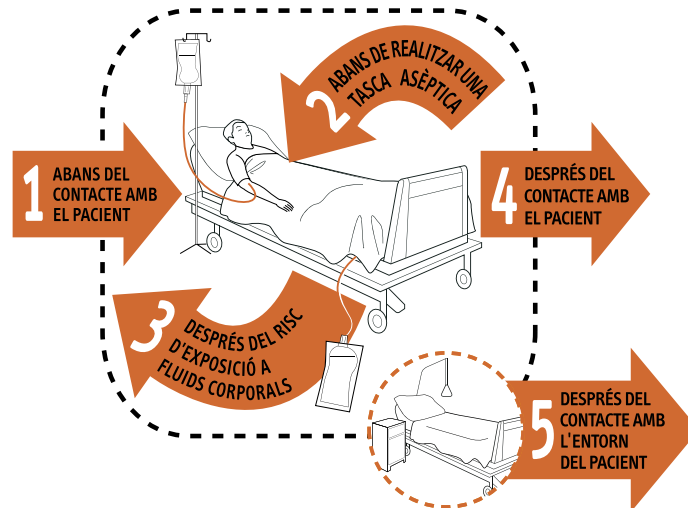 1
ABANS DEL
CONTACTE AMB
EL PACIENT
2
ABANS DE REALITZAR UNA
TASCA ASÈPTICA
3
DESPRÉS DEL RISC
D'EXPOSICIÓ A
FLUIDS CORPORALS
4
DESPRÉS DEL
CONTACTE AMB
EL PACIENT
5
DESPRÉS DEL
CONTACTE AMB
L'ENTORN
DEL PACIENT